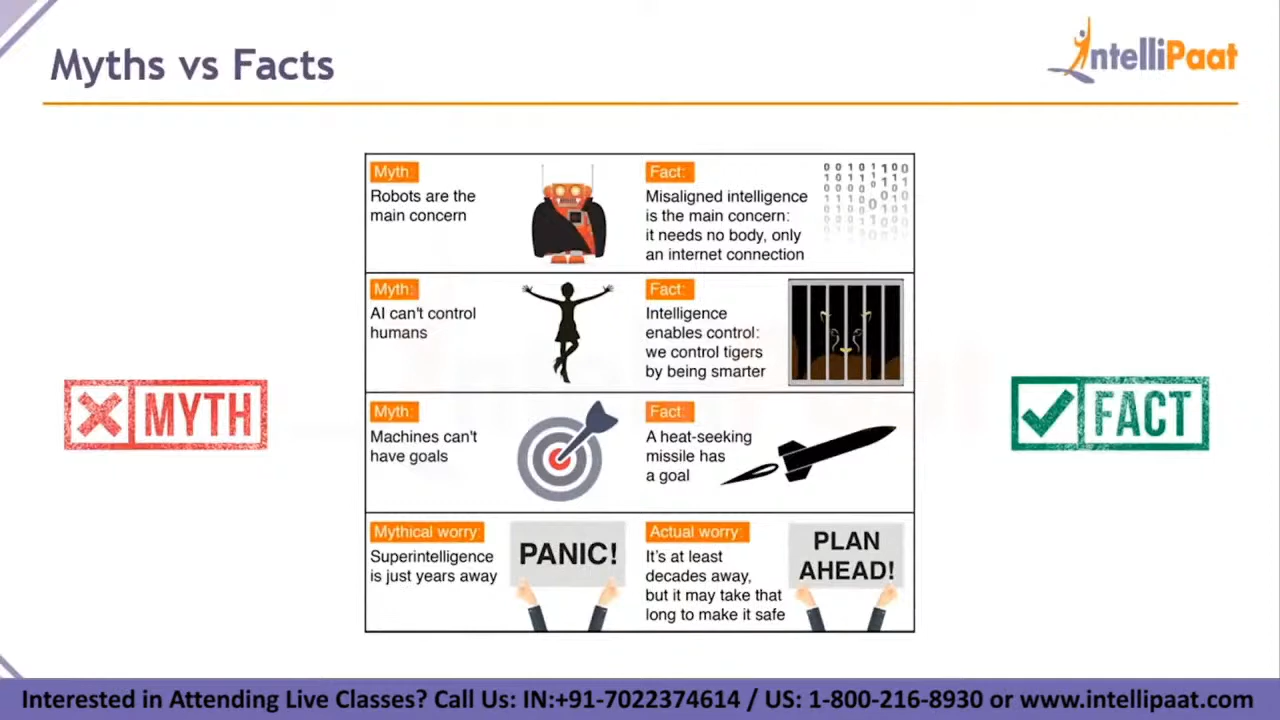 Myths vs Facts
IntelliPaat
Myth:
Robots are the
main concern
Fact:
Misaligned intelligence
is the main concern:
it needs no body, only
an internet connection
Myth:
AI can't control
humans
Fact:
Intelligence
enables control:
we control tigers
by being smarter
Myth:
Machines can't
have goals
Fact:
A heat-seeking
missile has
a goal
Mythical worry:
Superintelligence
is just years away
PANIC!
Actual worry:
It's at least
decades away,
but it may take that
long to make it safe
PLAN
AHEAD!
MYTH
FACT
Interested in Attending Live Classes? Call Us: IN:+91-7022374614 / US: 1-800-216-8930 or www.intellipaat.com